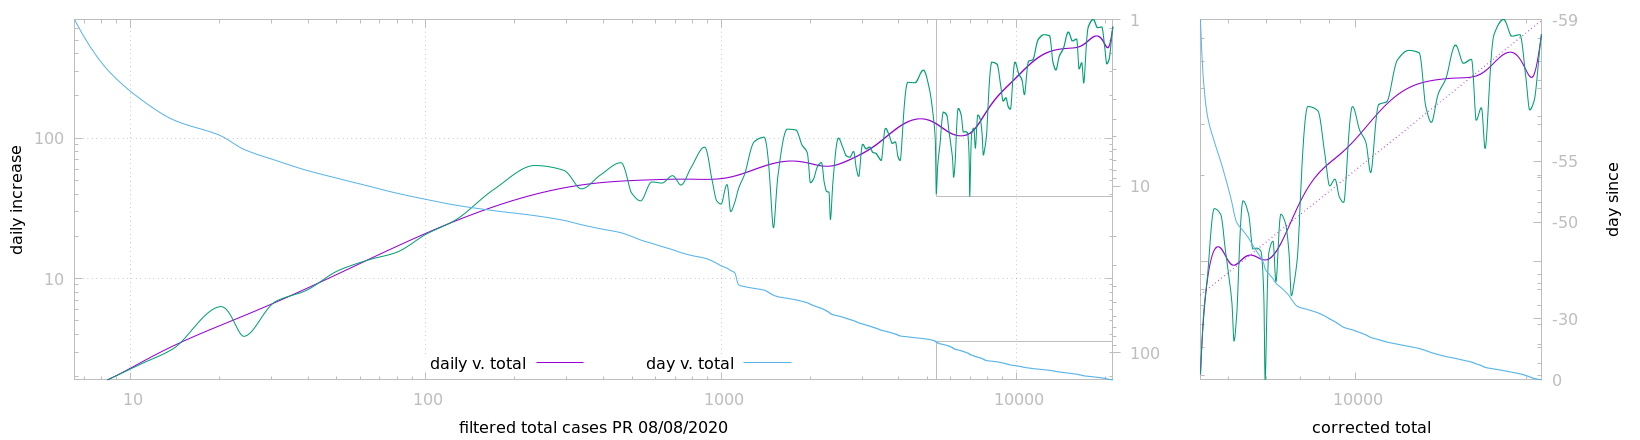 1
-59
100
daily increase
10
-55
10
-50
day since
-30
daily v. total
day v. total
100
0
10
100
1000
10000
10000
filtered total cases PR 08/08/2020
corrected total